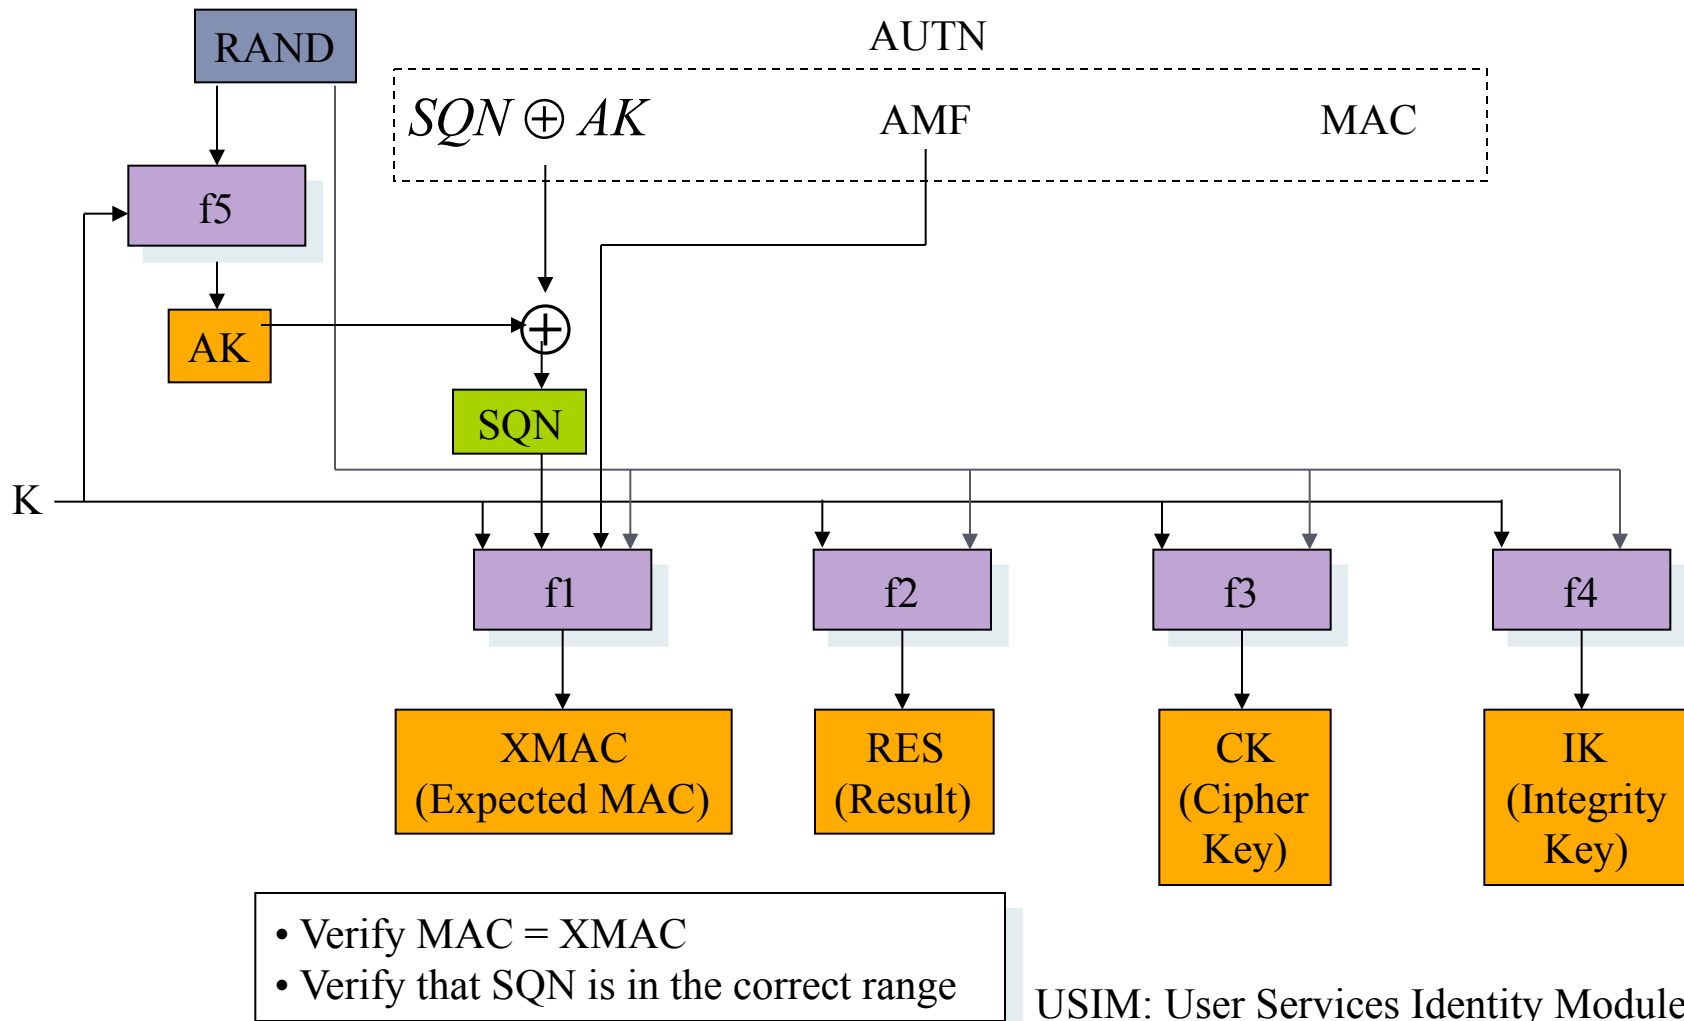 RAND
AUTN
SQN ⊕ AK
AMF
MAC
f5
AK
SQN
K
f1
f2
f3
f4
XMAC
(Expected MAC)
RES
(Result)
CK
(Cipher
Key)
IK
(Integrity
Key)
• Verify MAC = XMAC
• Verify that SQN is in the correct range
USIM: User Services Identity Module